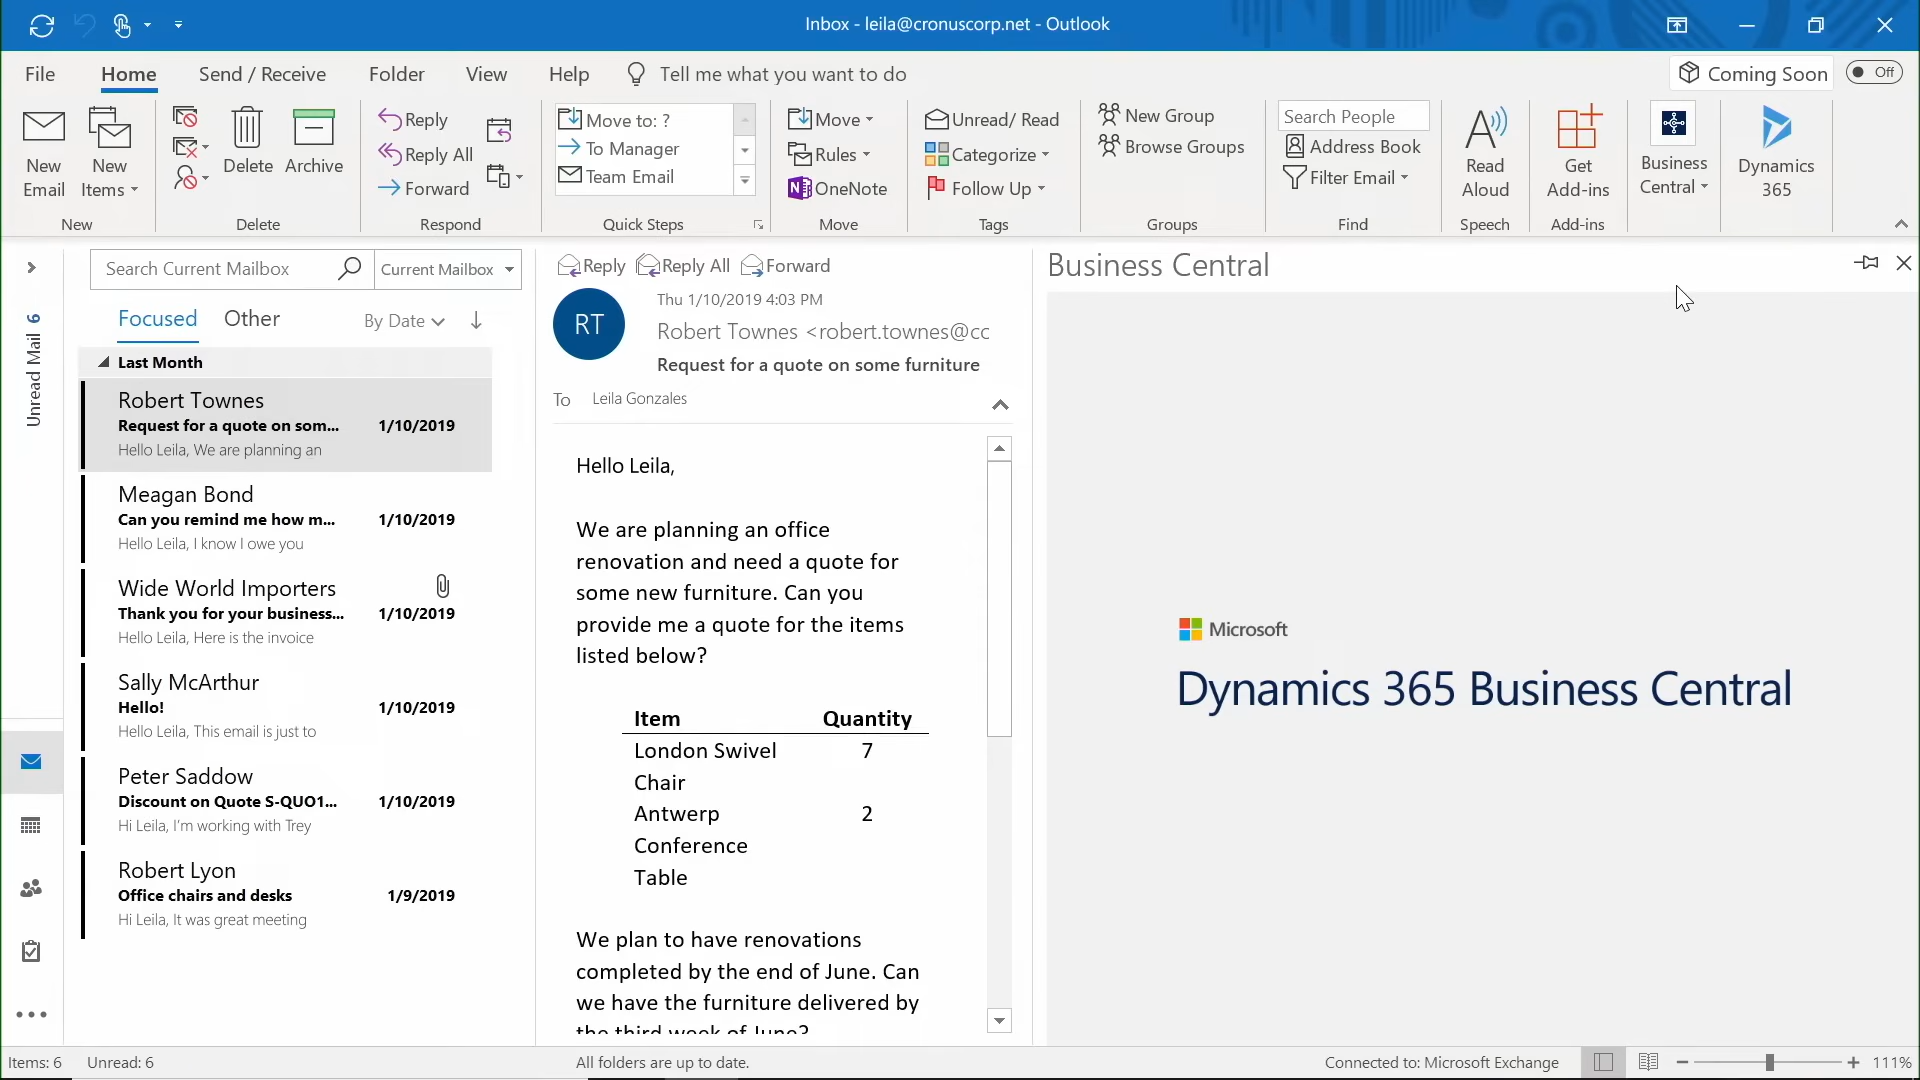 Inbox - leila@cronuscorp.net - Outlook
File Home Send / Receive Folder View Help Tell me what you want to do Coming Soon Off
New Email
New Items
New
Delete
Archive
Delete
Reply
Reply All
Forward
Respond
Move to: ?
To Manager
Team Email
Quick Steps
Move
Rules
OneNote
Move
Unread/ Read
Categorize
Follow Up
Tags
New Group
Browse Groups
Groups
Search People
Address Book
Filter Email
Find
Read Aloud
Speech
Get Add-ins
Add-ins
Business Central
Dynamics 365
Unread Mail 6
Search Current Mailbox Current Mailbox
Focused Other By Date
Last Month
Robert Townes
Request for a quote on som... 1/10/2019
Hello Leila, We are planning an
Meagan Bond
Can you remind me how m... 1/10/2019
Hello Leila, I know I owe you
Wide World Importers
Thank you for your business... 1/10/2019
Hello Leila, Here is the invoice
Sally McArthur
Hello! 1/10/2019
Hello Leila, This email is just to
Peter Saddow
Discount on Quote S-QUO1... 1/10/2019
Hi Leila, I'm working with Trey
Robert Lyon
Office chairs and desks 1/9/2019
Hi Leila, It was great meeting
Reply Reply All Forward
Thu 1/10/2019 4:03 PM
RT
Robert Townes <robert.townes@cc
Request for a quote on some furniture
To Leila Gonzales
Hello Leila,
We are planning an office
renovation and need a quote for
some new furniture. Can you
provide me a quote for the items
listed below?
Item Quantity
London Swivel 7
Chair
Antwerp 2
Conference
Table
We plan to have renovations
completed by the end of June. Can
we have the furniture delivered by
the third week of June?
Business Central
Microsoft
Dynamics 365 Business Central
Items: 6 Unread: 6 All folders are up to date. Connected to: Microsoft Exchange 111%